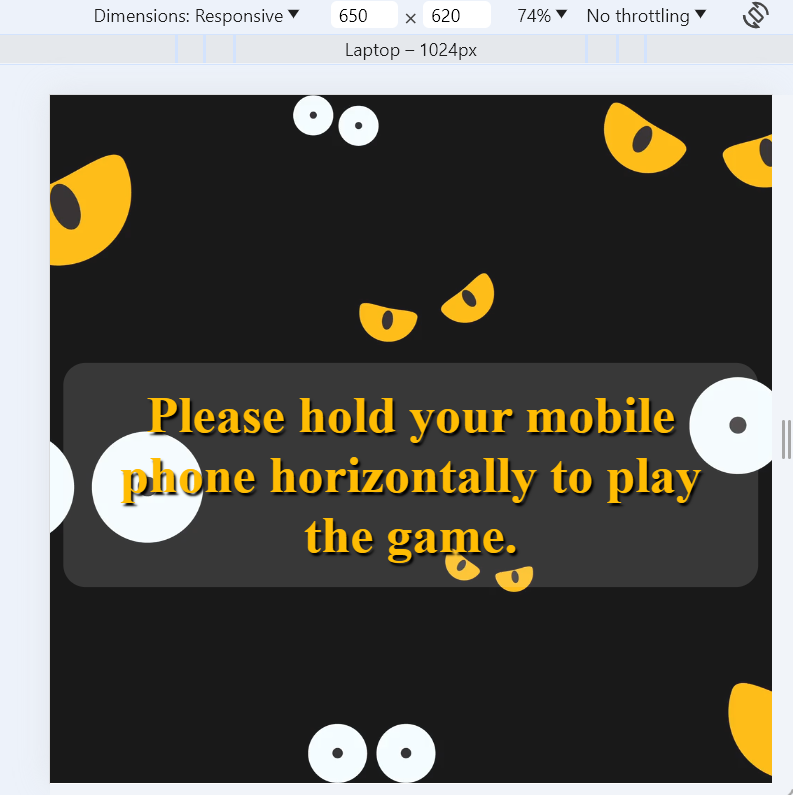 Dimensions: Responsive 650 × 620 74% No throttling
Laptop – 1024px
Please hold your mobile
phone horizontally to play
the game.